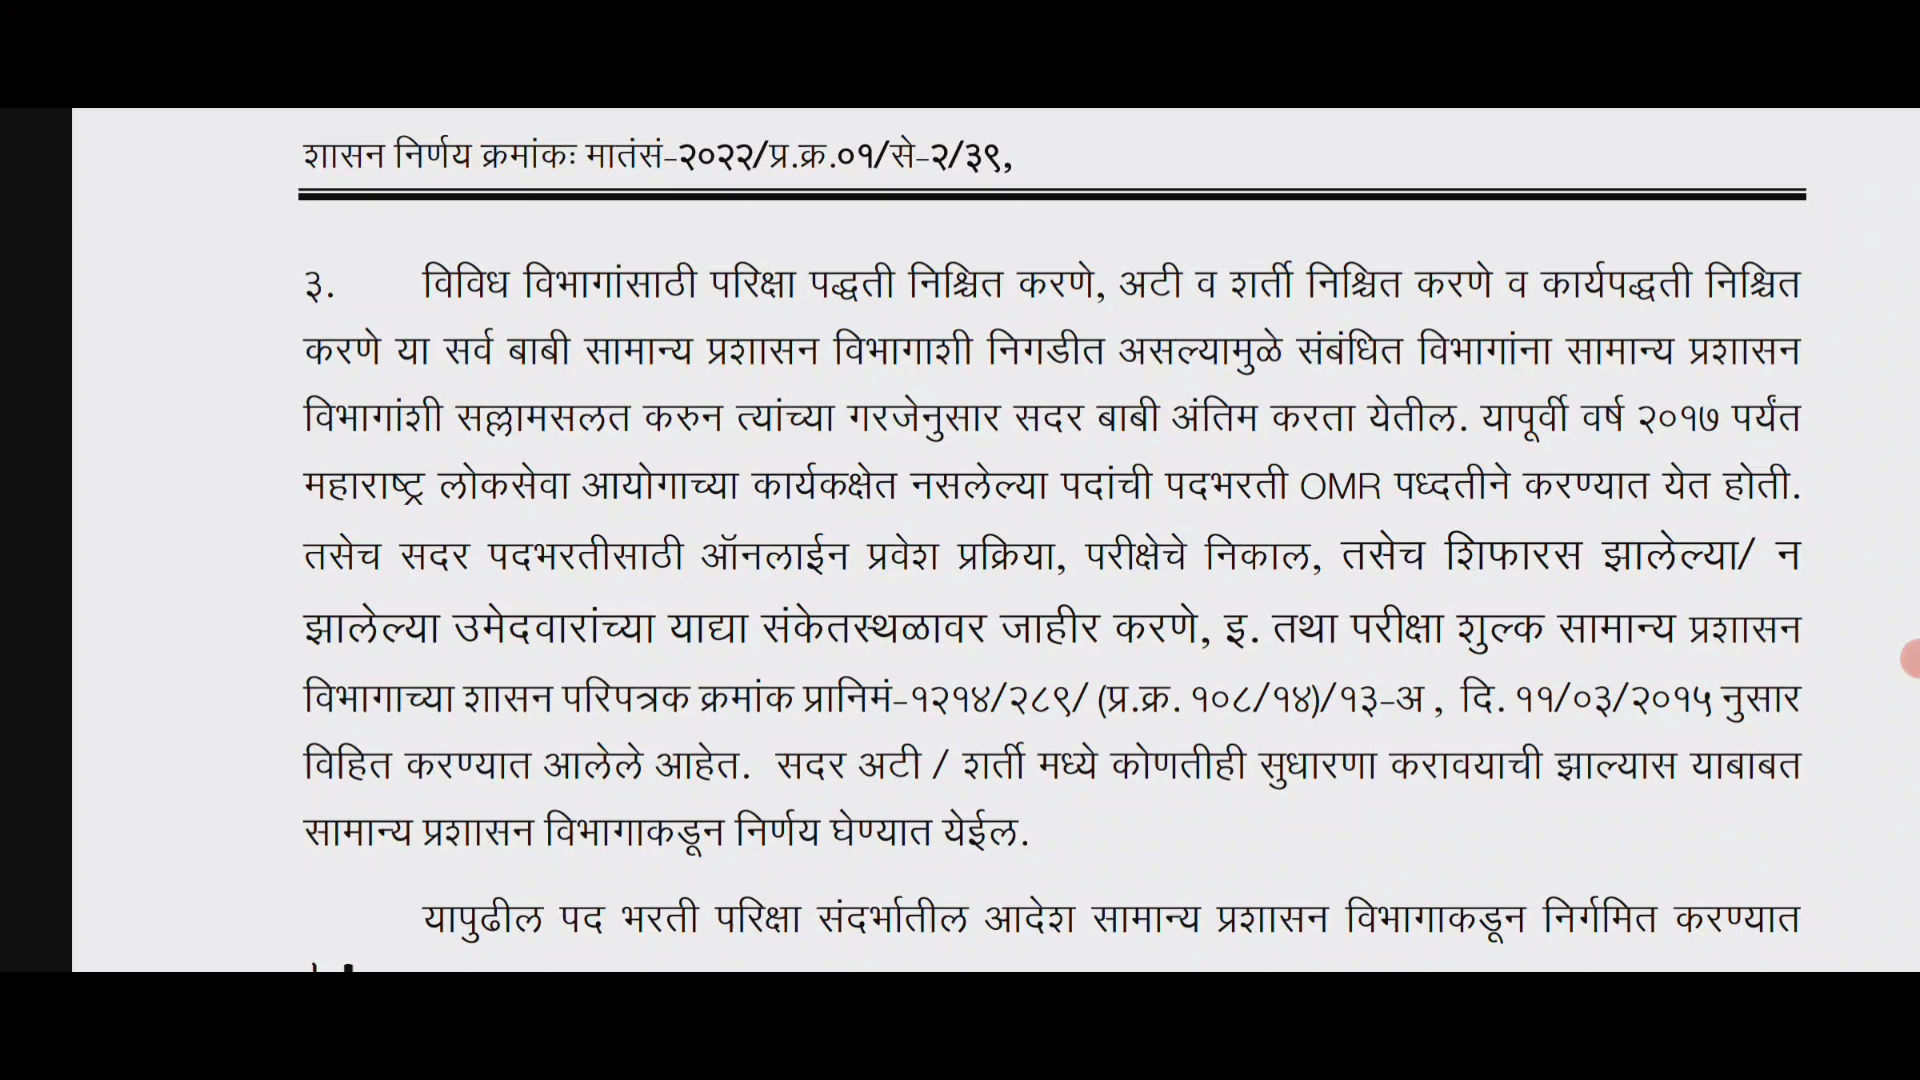 शासन निर्णय क्रमांकः मातंसं-२०२२/प्र.क्र.०१/से-२/३९,
३. विविध विभागांसाठी परिक्षा पद्धती निश्चित करणे, अटी व शर्ती निश्चित करणे व कार्यपद्धती निश्चित
करणे या सर्व बाबी सामान्य प्रशासन विभागाशी निगडीत असल्यामुळे संबंधित विभागांना सामान्य प्रशासन
विभागांशी सल्लामसलत करुन त्यांच्या गरजेनुसार सदर बाबी अंतिम करता येतील. यापूर्वी वर्ष २०१७ पर्यंत
महाराष्ट्र लोकसेवा आयोगाच्या कार्यकक्षेत नसलेल्या पदांची पदभरती OMR पध्दतीने करण्यात येत होती.
तसेच सदर पदभरतीसाठी ऑनलाईन प्रवेश प्रक्रिया, परीक्षेचे निकाल, तसेच शिफारस झालेल्या/ न
झालेल्या उमेदवारांच्या याद्या संकेतस्थळावर जाहीर करणे, इ. तथा परीक्षा शुल्क सामान्य प्रशासन
विभागाच्या शासन परिपत्रक क्रमांक प्रानिमं-१२१४/२८९/ (प्र.क्र. १०८/१४)/१३-अ , दि. ११/०३/२०१५ नुसार
विहित करण्यात आलेले आहेत. सदर अटी / शर्ती मध्ये कोणतीही सुधारणा करावयाची झाल्यास याबाबत
सामान्य प्रशासन विभागाकडून निर्णय घेण्यात येईल.
यापुढील पद भरती परिक्षा संदर्भातील आदेश सामान्य प्रशासन विभागाकडून निर्गमित करण्यात